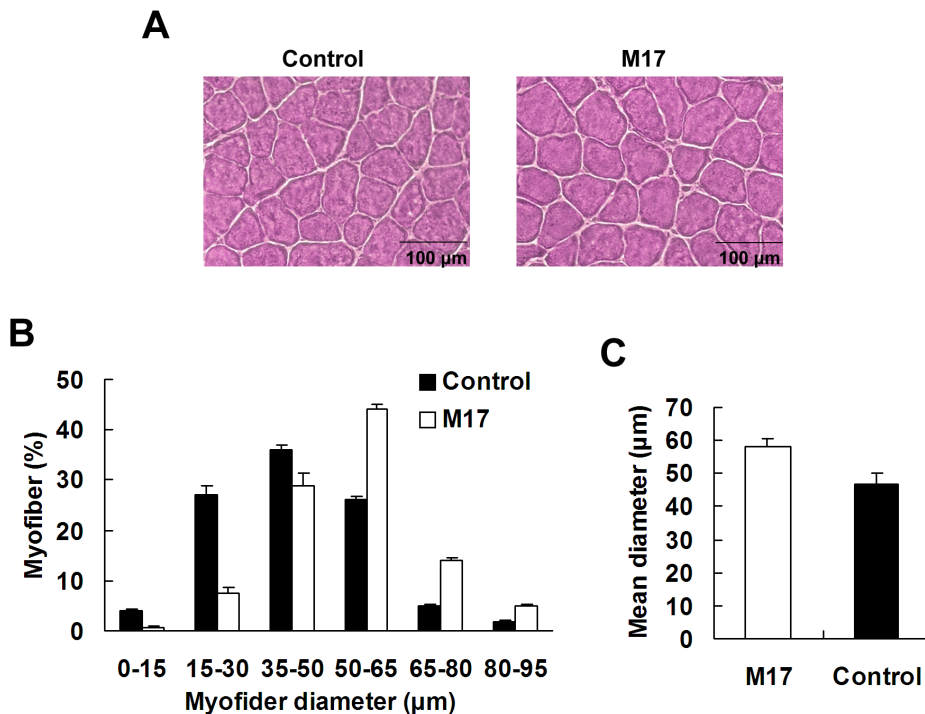 A
Control
M17
100 µm
100 µm
B
Myofiber (%)
50
40
30
20
10
0
Control
M17
0-15 15-30 35-50 50-65 65-80 80-95
Myofider diameter (µm)
C
Mean diameter (µm)
70
60
50
40
30
20
10
0
M17 Control